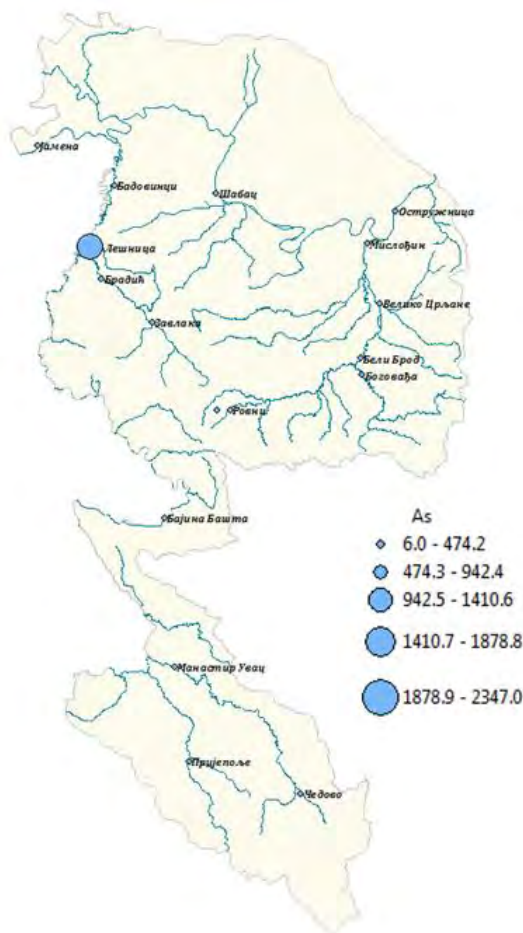 Јамена
Бадовинци
Шабац
Остружница
Мислођин
Лешница
Брадић
Велико Црљане
Завлака
Бели Брод
Боговађа
Ровни
Бајина Башта
As
6.0 - 474.2
474.3 - 942.4
942.5 - 1410.6
1410.7 - 1878.8
1878.9 - 2347.0
Манастир Увац
Пријепоље
Чедово